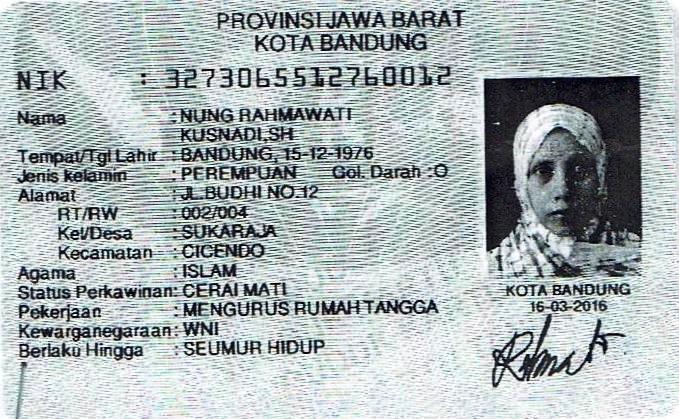 PROVINSI JAWA BARAT
KOTA BANDUNG
NIK : 3273065512760012
Nama : NUNG RAHMAWATI
KUSNADI,SH
Tempat/Tgl Lahir : BANDUNG, 15-12-1976
Jenis kelamin : PEREMPUAN Gol. Darah :O
Alamat : JL.BUDHI NO.12
RT/RW : 002/004
Kel/Desa : SUKARAJA
Kecamatan : CICENDO
Agama : ISLAM
Status Perkawinan: CERAI MATI
Pekerjaan : MENGURUS RUMAH TANGGA
Kewarganegaraan: WNI
Berlaku Hingga : SEUMUR HIDUP
KOTA BANDUNG
16-03-2016